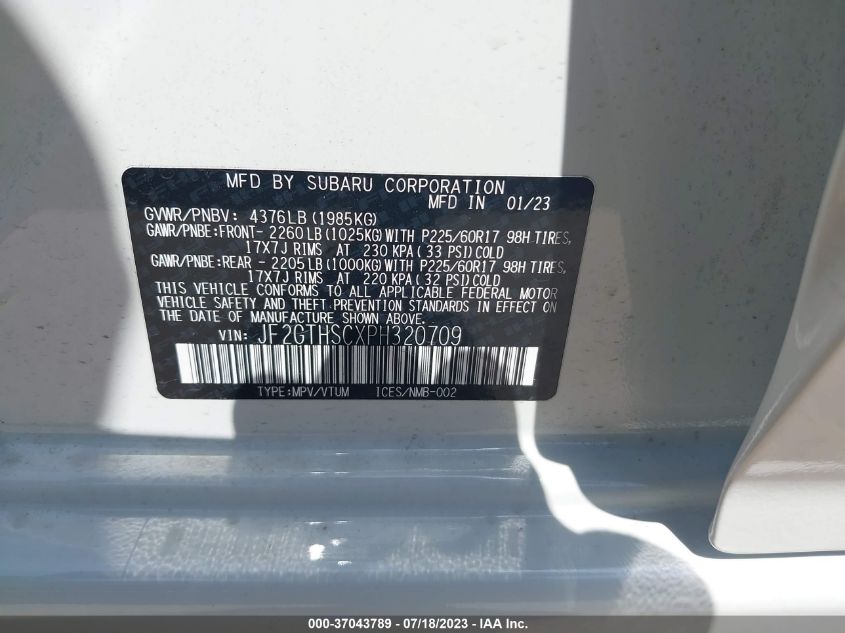 MFD BY SUBARU CORPORATION
MFD IN 01/23
GVWR/PNBV: 4376LB (1985KG)
GAWR/PNBE:FRONT- 2260LB (1025KG) WITH P225/60R17 98H TIRES,
17X7J RIMS AT 230 KPA ( 33 PSI) COLD
GAWR/PNBE:REAR - 2205LB (1000KG) WITH P225/60R17 98H TIRES,
17X7J RIMS AT 220 KPA ( 32 PSI) COLD
THIS VEHICLE CONFORMS TO ALL APPLICABLE FEDERAL MOTOR
VEHICLE SAFETY AND THEFT PREVENTION STANDARDS IN EFFECT ON
THE DATE OF MANUFACTURE SHOWN ABOVE.
VIN: JF2GTHSCXPH320709
TYPE:MPV/VTUM ICES/NMB-002
000-37043789 - 07/18/2023 - © IAA, Inc.